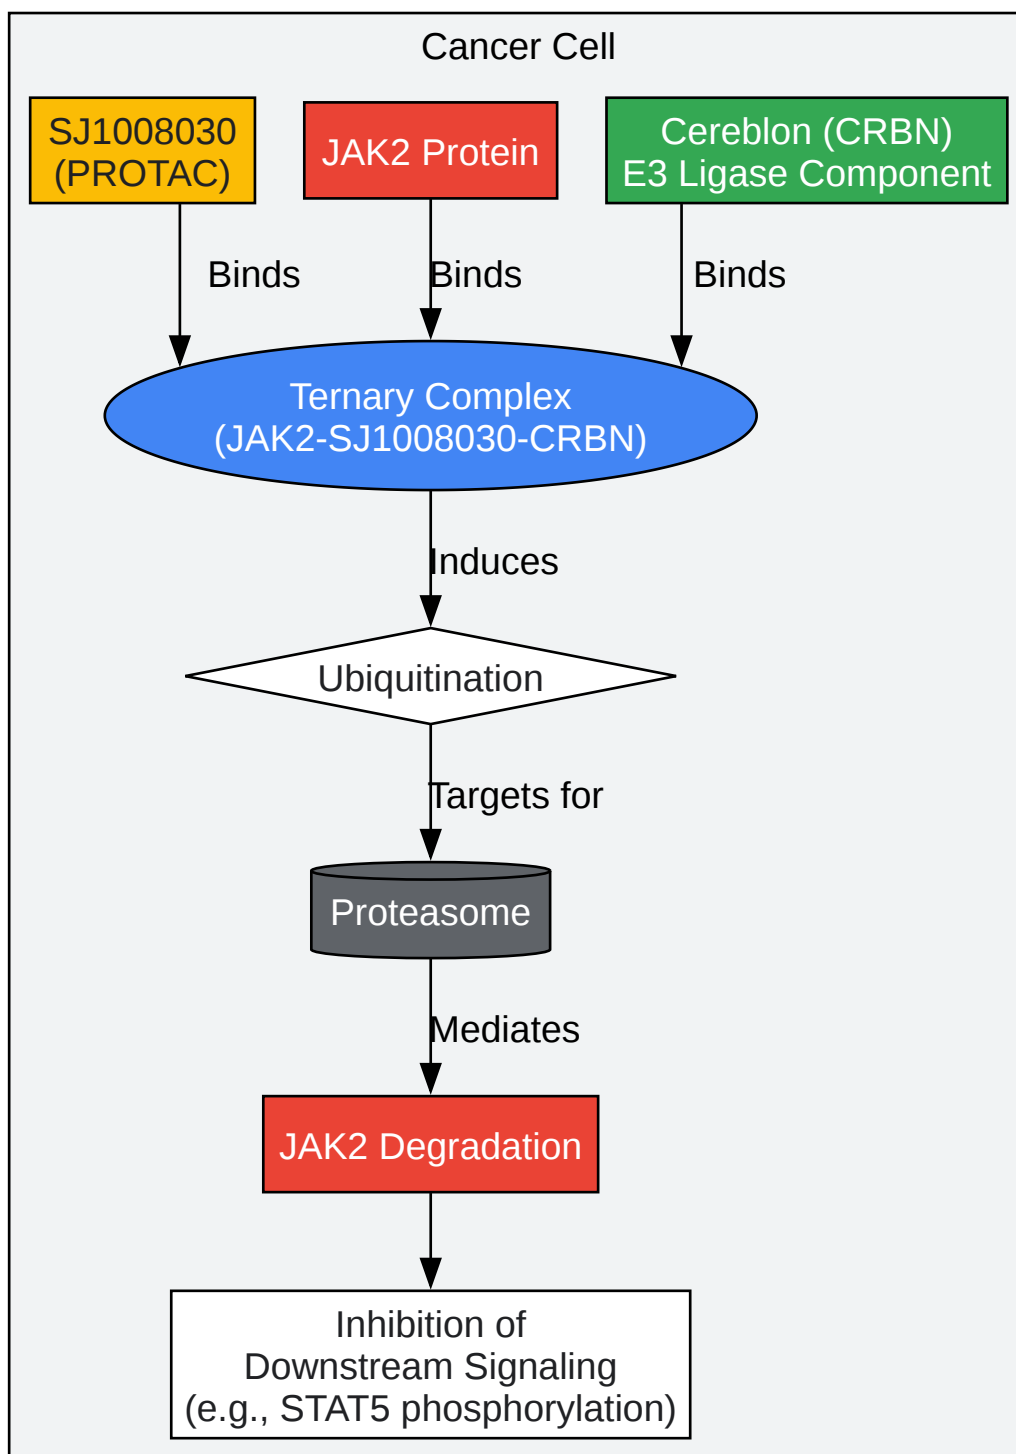 Cancer Cell
SJ1008030
(PROTAC)
JAK2 Protein
Cereblon (CRBN)
E3 Ligase Component
Binds
Binds
Binds
Ternary Complex
(JAK2-SJ1008030-CRBN)
Induces
Ubiquitination
Targets for
Proteasome
Mediates
JAK2 Degradation
Inhibition of
Downstream Signaling
(e.g., STAT5 phosphorylation)